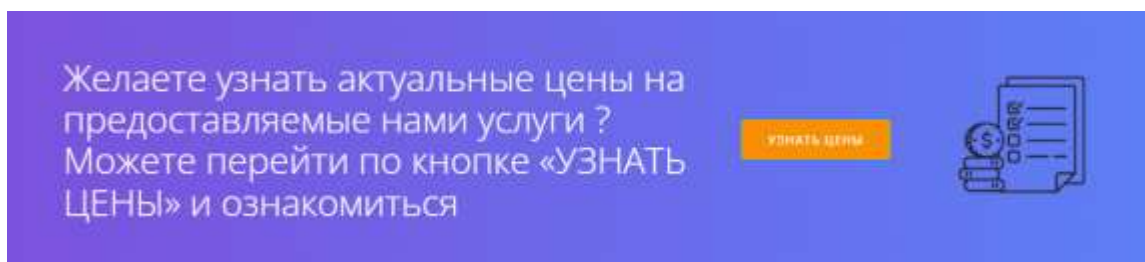 Желаете узнать актуальные цены на
предоставляемые нами услуги ?
Можете перейти по кнопке «УЗНАТЬ
ЦЕНЫ» и ознакомиться
УЗНАТЬ ЦЕНЫ
$